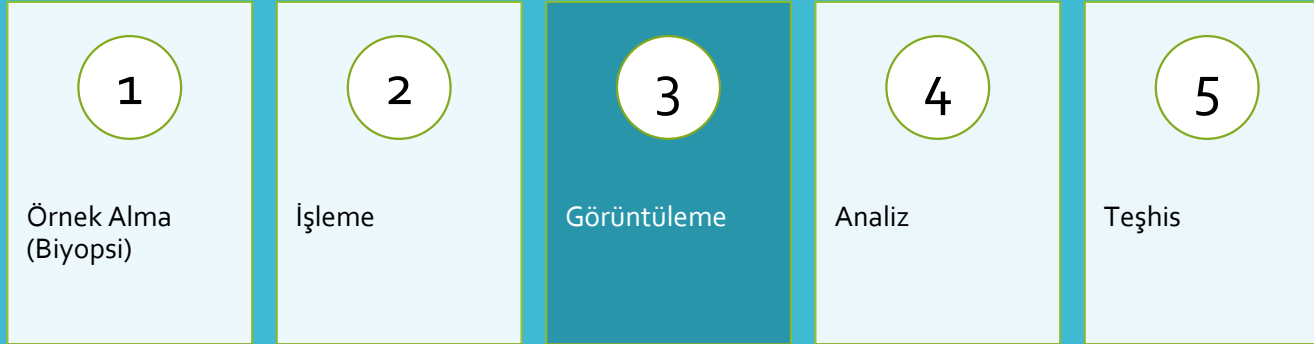 1
Örnek Alma
(Biyopsi)
2
İşleme
3
Görüntüleme
4
Analiz
5
Teşhis